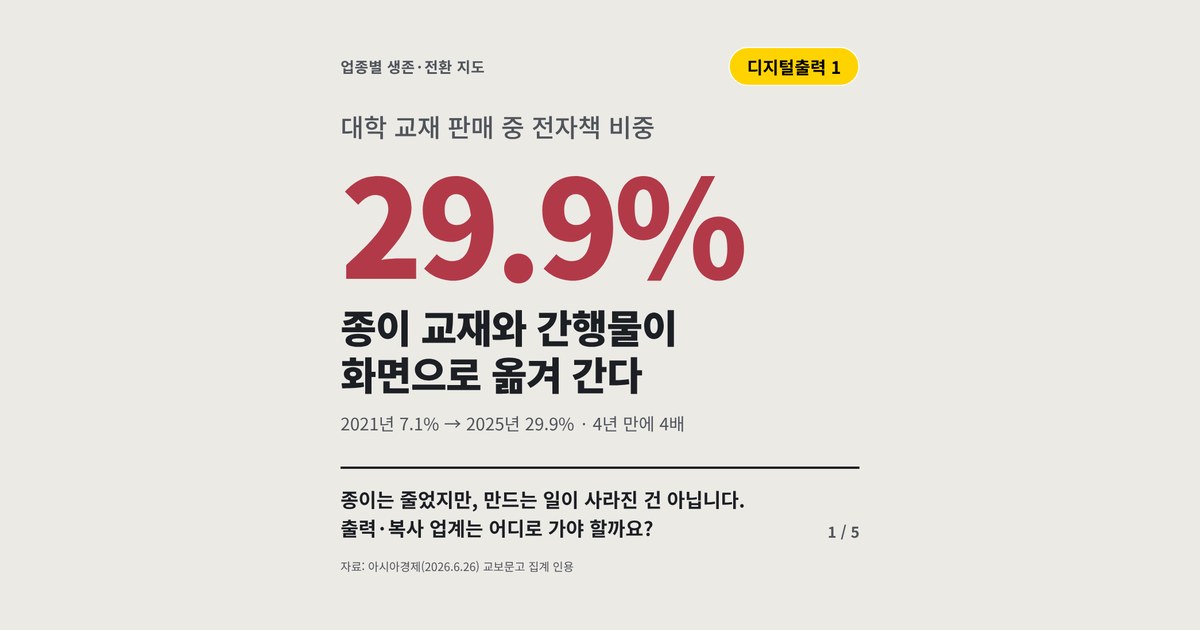 업종별 생존·전환 지도
디지털출력 1
대학 교재 판매 중 전자책 비중
29.9%
종이 교재와 간행물이
화면으로 옮겨 간다
2021년 7.1% → 2025년 29.9% · 4년 만에 4배
종이는 줄었지만, 만드는 일이 사라진 건 아닙니다.
출력·복사 업계는 어디로 가야 할까요?
1 / 5
자료: 아시아경제(2026.6.26) 교보문고 집계 인용